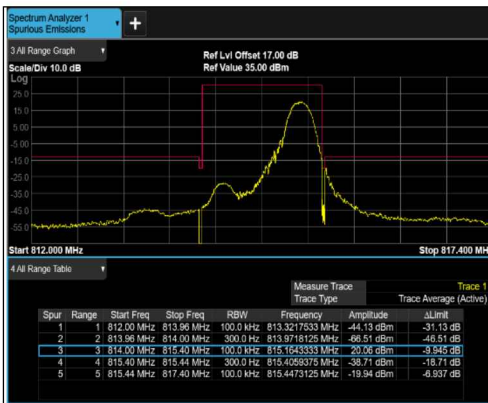 Spectrum Analyzer 1
Spurious Emissions
+
3 All Range Graph
Ref Lvl Offset 17.00 dB
Scale/Div 10.0 dB
Ref Value 35.00 dBm
Log
25.0
15.0
5.00
-5.00
-15.0
-25.0
-35.0
-45.0
-55.0
Start 812.000 MHz
Stop 817.400 MHz
4 All Range Table
Measure Trace
Trace 1
Trace Type
Trace Average (Active)
Spur Range Start Freq Stop Freq RBW Frequency Amplitude ΔLimit
1 1 812.00 MHz 813.96 MHz 100.0 kHz 813.3217533 MHz -44.13 dBm -31.13 dB
2 2 813.96 MHz 814.00 MHz 300.0 Hz 813.9718125 MHz -66.51 dBm -46.51 dB
3 3 814.00 MHz 815.40 MHz 100.0 kHz 815.1643333 MHz 20.06 dBm -9.945 dB
4 4 815.40 MHz 815.44 MHz 300.0 Hz 815.4059375 MHz -38.71 dBm -18.71 dB
5 5 815.44 MHz 817.40 MHz 100.0 kHz 815.4473125 MHz -19.94 dBm -6.937 dB